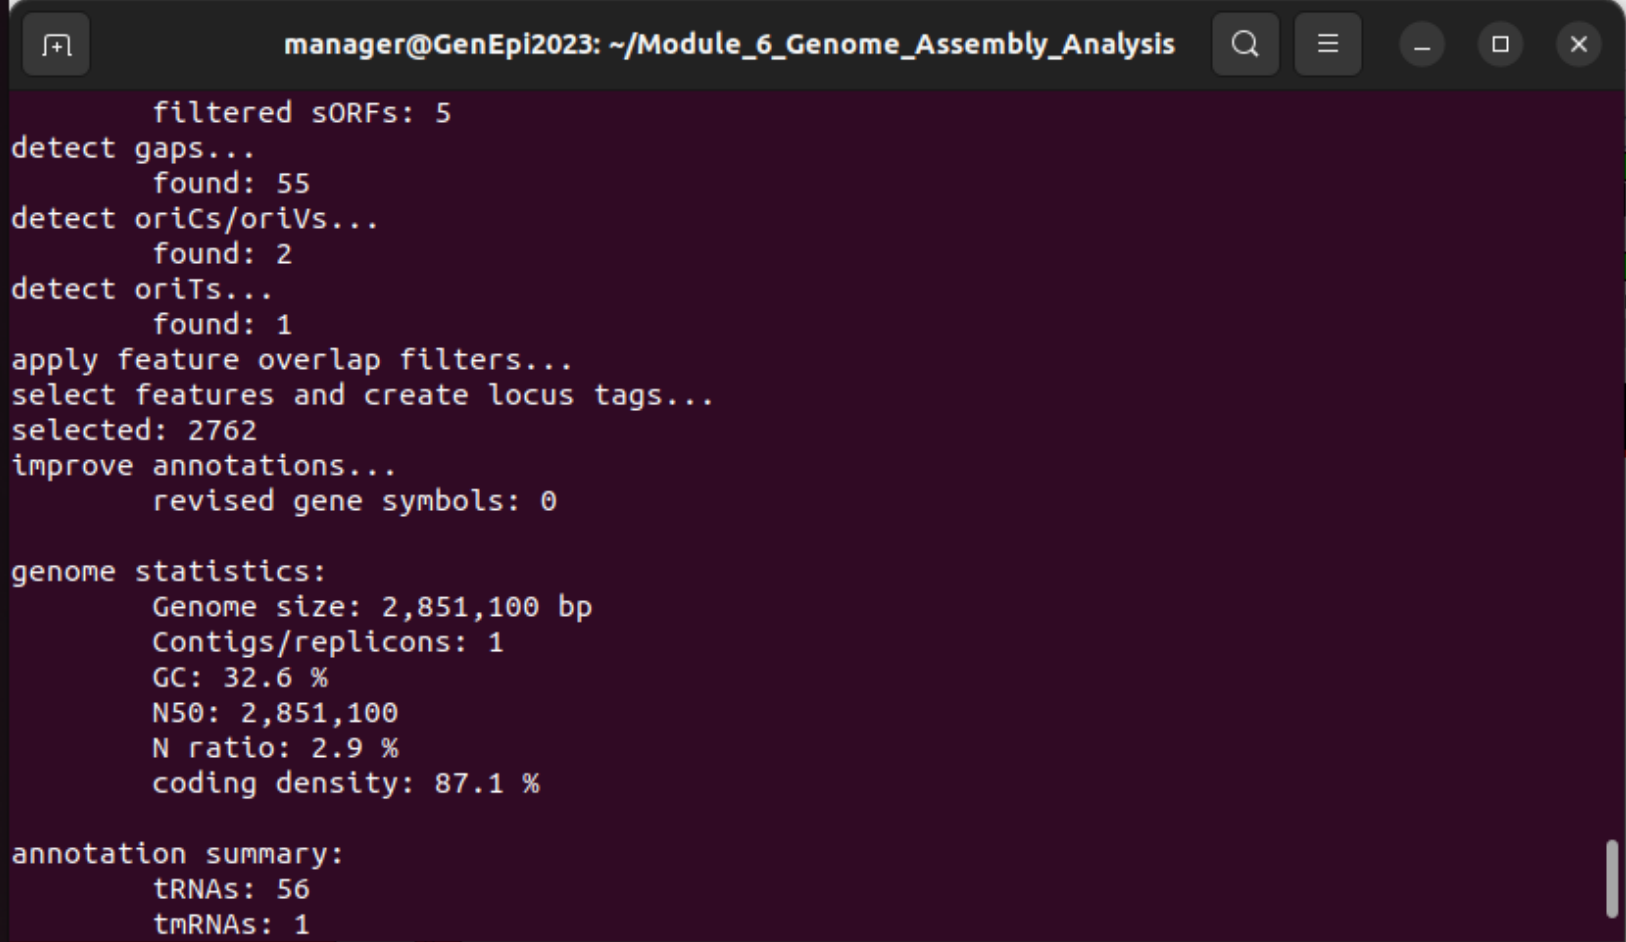 manager@GenEpi2023: ~/Module_6_Genome_Assembly_Analysis
filtered sORFs: 5
detect gaps...
found: 55
detect oriCs/oriVs...
found: 2
detect oriTs...
found: 1
apply feature overlap filters...
select features and create locus tags...
selected: 2762
improve annotations...
revised gene symbols: 0
genome statistics:
Genome size: 2,851,100 bp
Contigs/replicons: 1
GC: 32.6 %
N50: 2,851,100
N ratio: 2.9 %
coding density: 87.1 %
annotation summary:
tRNAs: 56
tmRNAs: 1